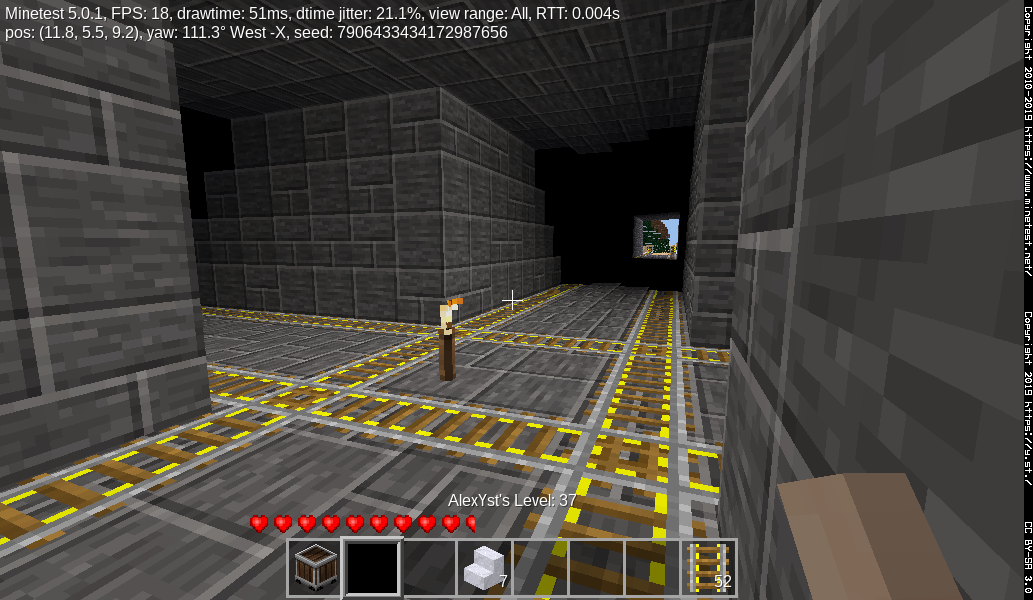 Minetest 5.0.1, FPS: 18, drawtime: 51ms, dtime jitter: 21.1%, view range: All, RTT: 0.004s
pos: (11.8, 5.5, 9.2), yaw: 111.3° West -X, seed: 7906433434172987656
AlexYst's Level: 37
7
52
Copyright 2010-2019 https://www.minetest.net/
Copyright 2019 https://y.st./
CC BY-SA 3.0